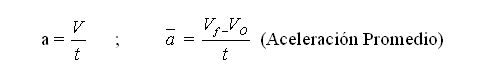 a = V/t ; a̅ = V_f - V_O / t (Aceleración Promedio)